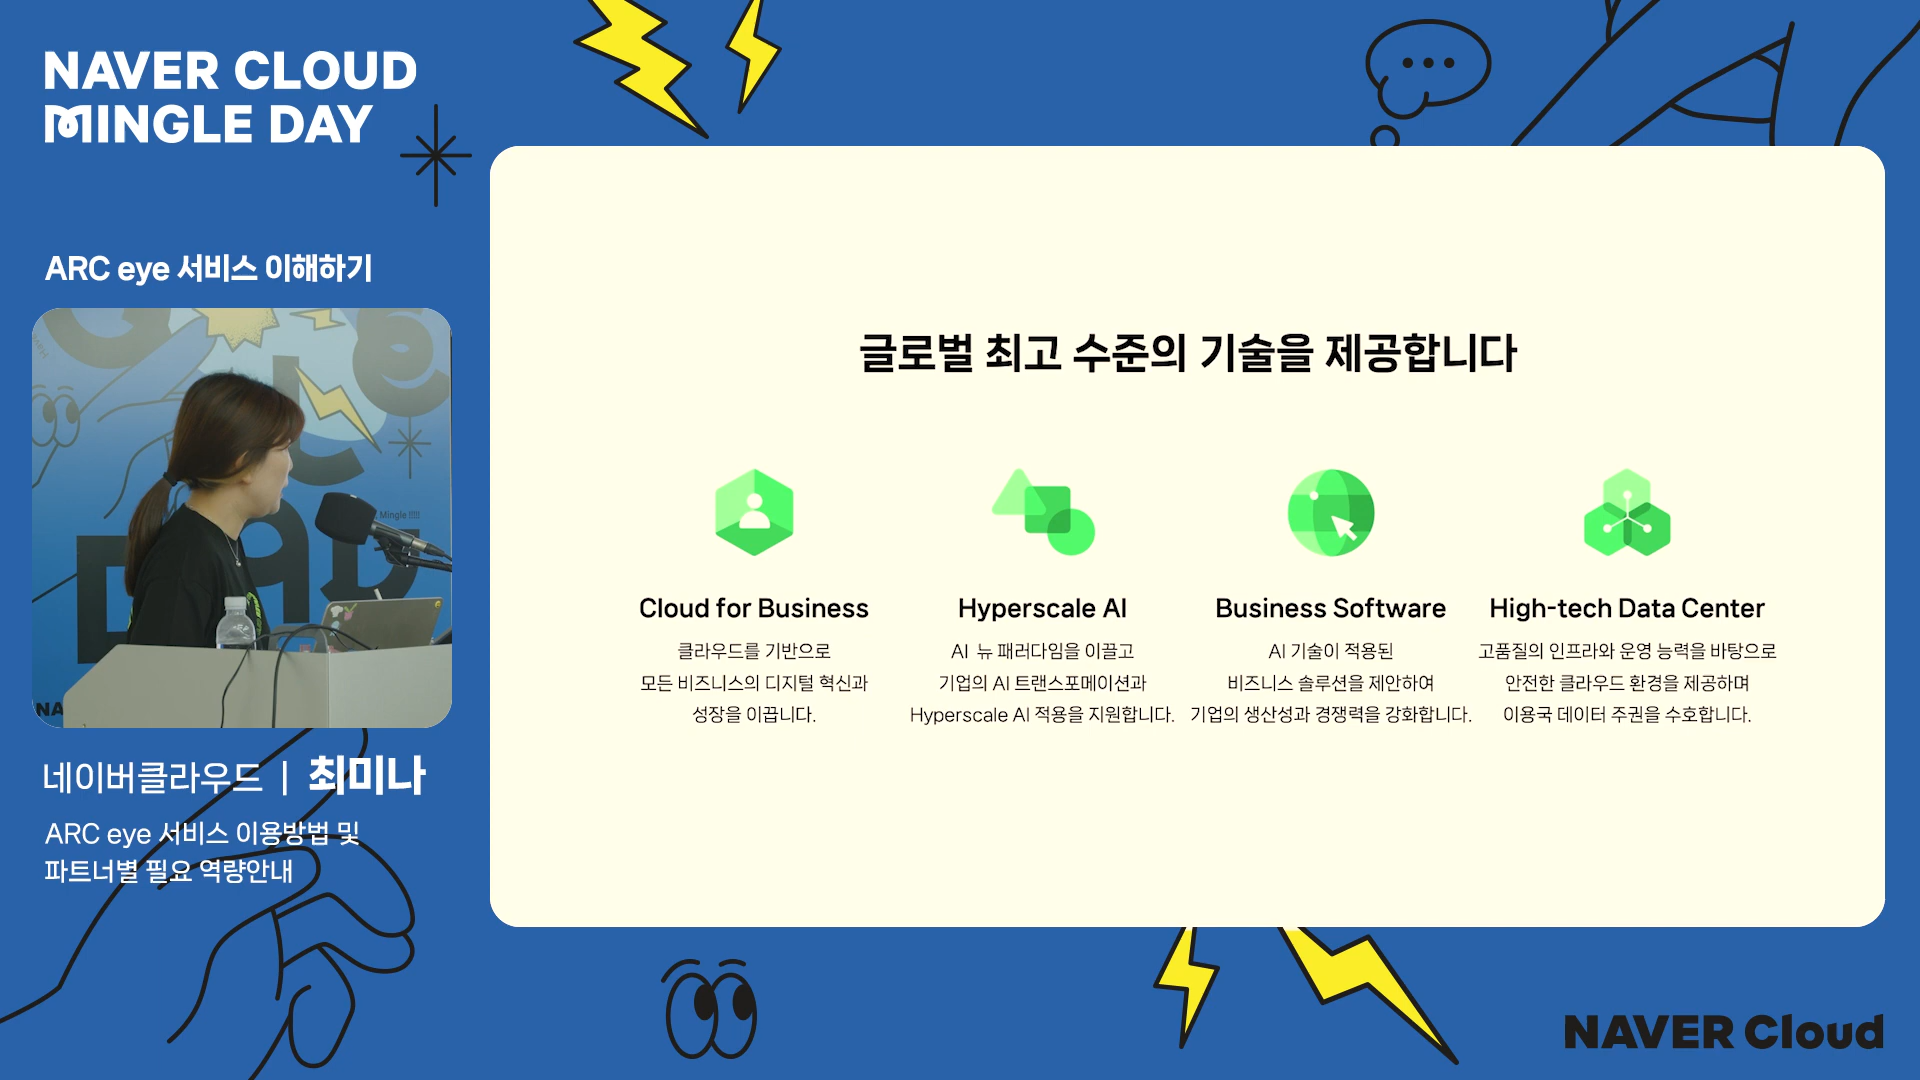 NAVER CLOUD
MINGLE DAY
ARC eye 서비스 이해하기
Mingle !!!!!
NA
네이버클라우드 | 최미나
ARC eye 서비스 이용방법 및
파트너별 필요 역량안내
글로벌 최고 수준의 기술을 제공합니다
Cloud for Business
클라우드를 기반으로
모든 비즈니스의 디지털 혁신과
성장을 이끕니다.
Hyperscale AI
AI 뉴 패러다임을 이끌고
기업의 AI 트랜스포메이션과
Hyperscale AI 적용을 지원합니다.
Business Software
AI 기술이 적용된
비즈니스 솔루션을 제안하여
기업의 생산성과 경쟁력을 강화합니다.
High-tech Data Center
고품질의 인프라와 운영 능력을 바탕으로
안전한 클라우드 환경을 제공하며
이용국 데이터 주권을 수호합니다.
NAVER Cloud